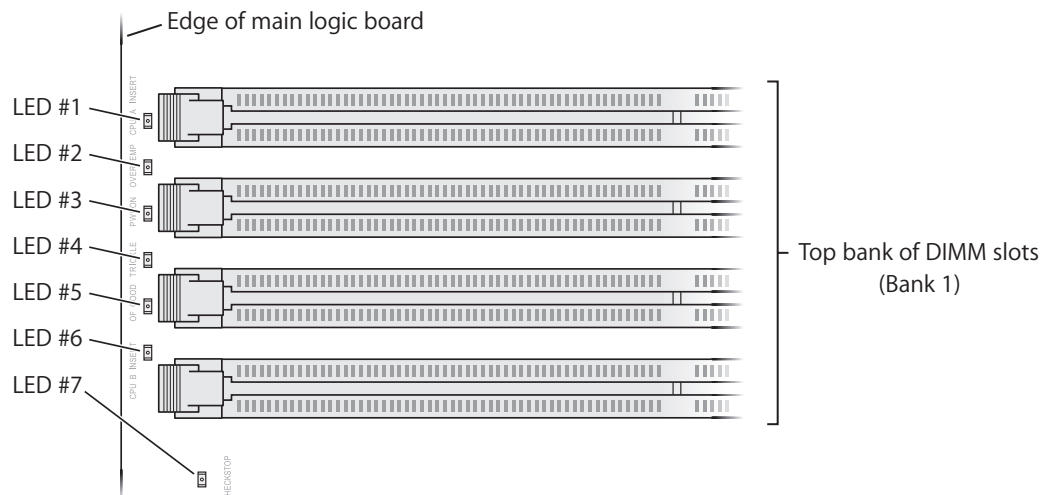 Edge of main logic board
LED #1
LED #2
LED #3
LED #4
LED #5
LED #6
LED #7
CPU A INSERT
OVERTEMP
PWR ON
TRICKLE
OF GOOD
CPU B INSERT
Top bank of DIMM slots
(Bank 1)